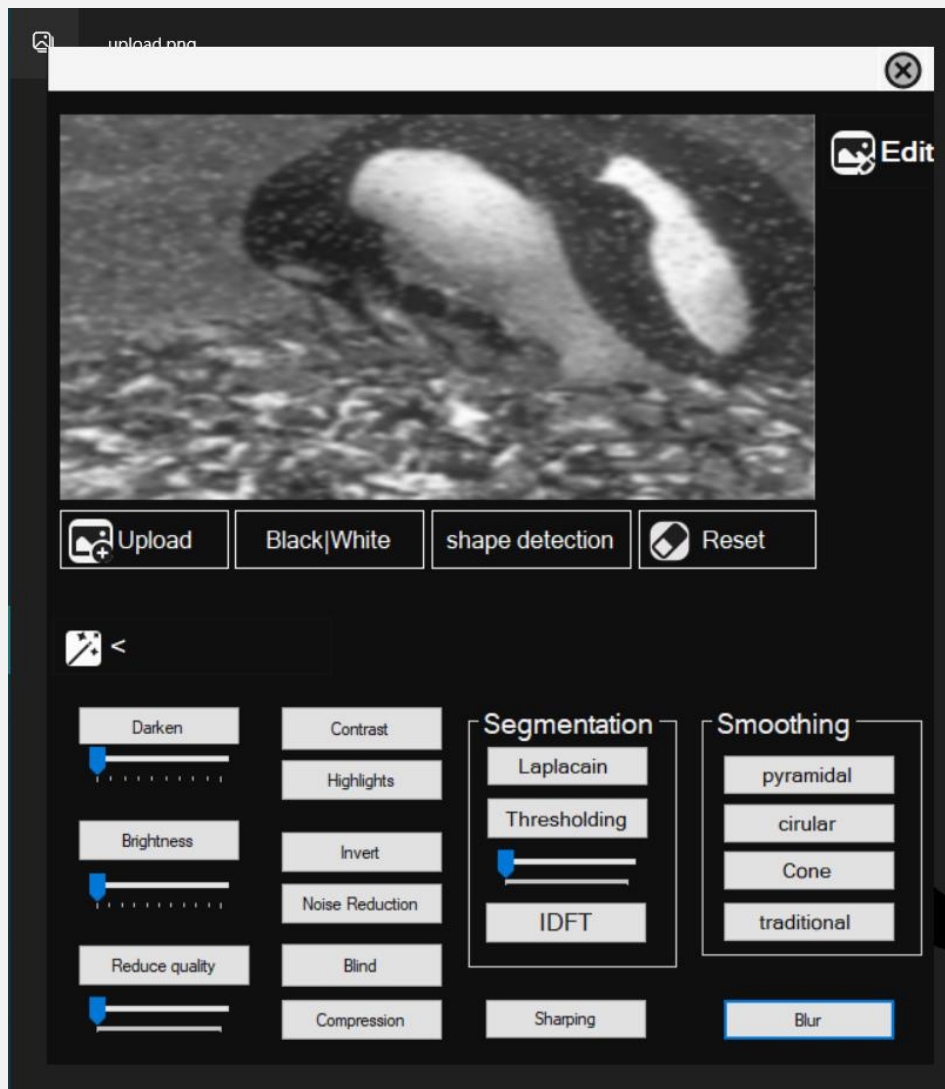 upload.png
Edit
Upload
Black|White
shape detection
Reset
<
Darken
Contrast
Segmentation
Smoothing
Laplacain
pyramidal
Highlights
Thresholding
cirular
Brightness
Invert
Cone
Noise Reduction
IDFT
traditional
Reduce quality
Blind
Compression
Sharping
Blur